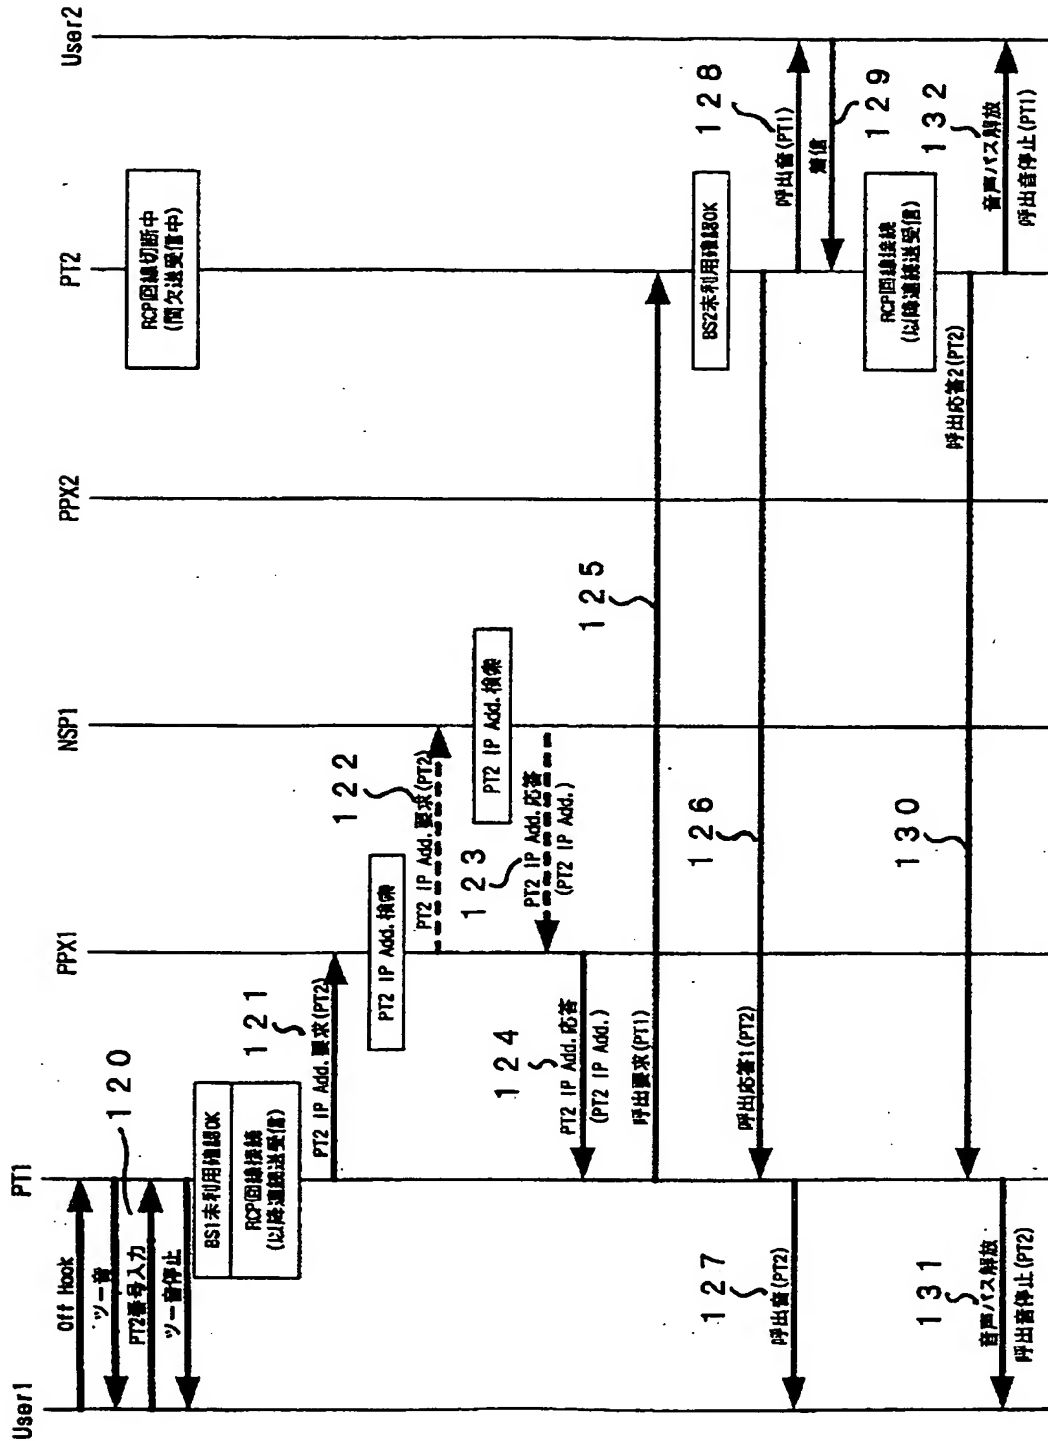 User1
PT1
PPX1
NSP1
PPX2
PT2
User2
Off Hook
ツー音
120
PT2番号入力
ツー音停止
RCP回線切断中
(間欠送受信中)
BS1未利用確認OK
RCP回線接続
(以降連続送受信)
121
PT2 IP Add.要求(PT2)
PT2 IP Add.検索
122
PT2 IP Add.要求(PT2)
PT2 IP Add.検索
123
PT2 IP Add.応答
(PT2 IP Add.)
124
PT2 IP Add.応答
(PT2 IP Add.)
125
呼出要求(PT1)
BS2未利用確認OK
126
呼出応答1(PT2)
127
呼出音(PT2)
128
呼出音(PT1)
着信
129
RCP回線接続
(以降連続送受信)
130
呼出応答2(PT2)
131
音声パス解放
呼出音停止(PT2)
132
音声パス解放
呼出音停止(PT1)